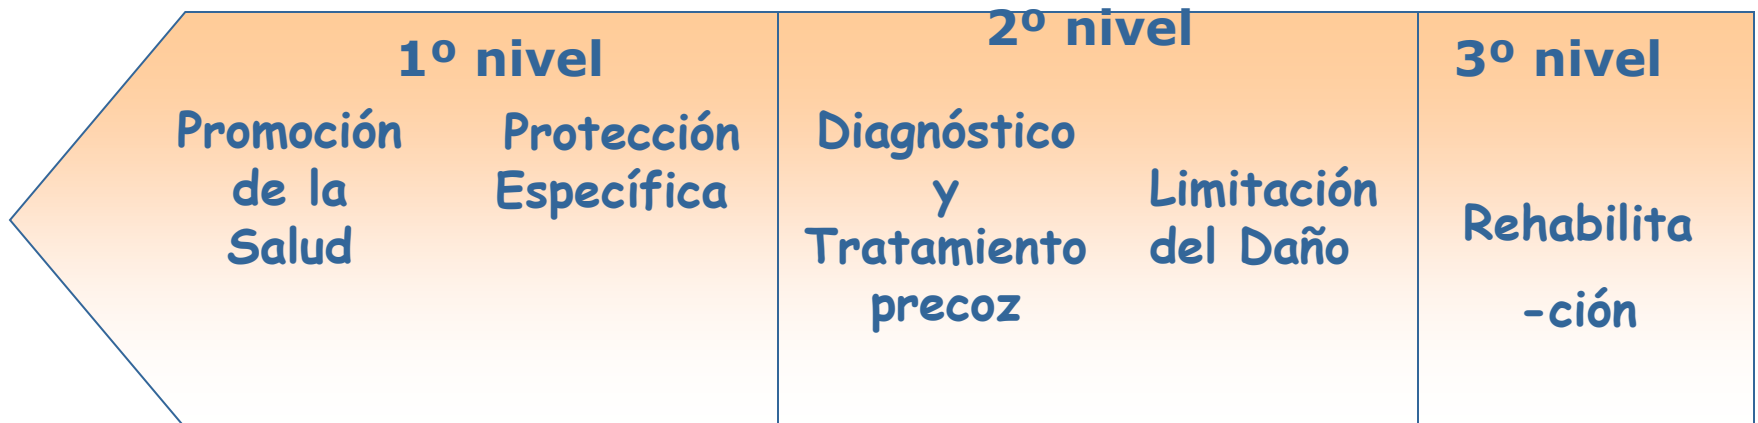 1º nivel
Promoción
de la
Salud
Protección
Específica
2º nivel
Diagnóstico
y
Tratamiento
precoz
Limitación
del Daño
3º nivel
Rehabilita
-ción